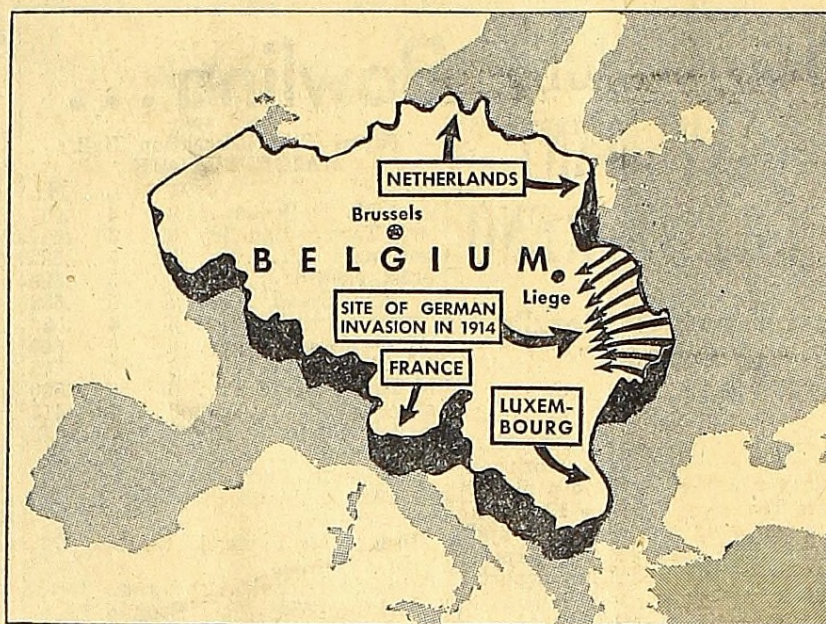 NETHERLANDS
Brussels
BELGIUM
Liege
SITE OF GERMAN
INVASION IN 1914
FRANCE
LUXEM-
BOURG